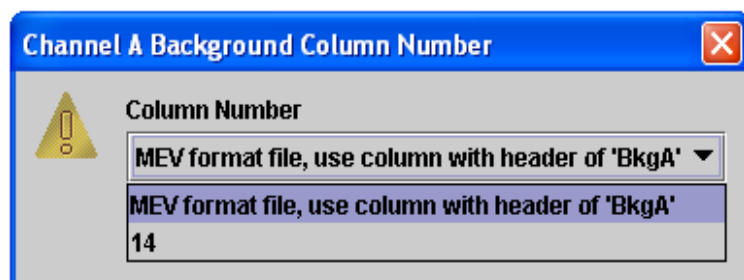 Channel A Background Column Number
Column Number
MEV format file, use column with header of 'BkgA'
MEV format file, use column with header of 'BkgA'
14